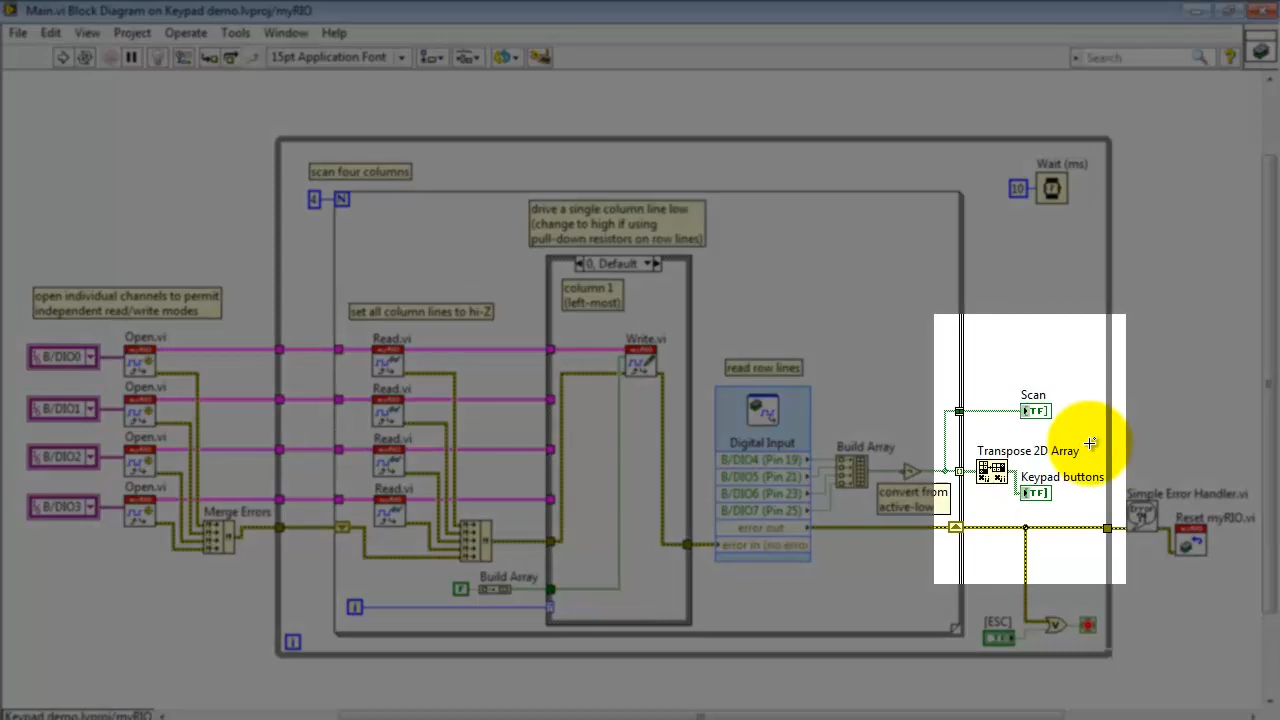 Main.vi Block Diagram on Keypad demo.lvproj/myRIO
File Edit View Project Operate Tools Window Help
15pt Application Font
Search
?
scan four columns
4
N
Wait (ms)
10
drive a single column line low
(change to high if using
pull-down resistors on row lines)
0, Default
column 1
(left-most)
open individual channels to permit
independent read/write modes
set all column lines to hi-Z
Open.vi
B/DIO0
Open.vi
B/DIO1
Open.vi
B/DIO2
Open.vi
B/DIO3
Merge Errors
Read.vi
Read.vi
Read.vi
Read.vi
Write.vi
read row lines
Digital Input
B/DIO4 (Pin 19)
B/DIO5 (Pin 21)
B/DIO6 (Pin 23)
B/DIO7 (Pin 25)
error out
error in (no error
Build Array
convert from
active-low
Scan
TF
Transpose 2D Array
Keypad buttons
TF
Simple Error Handler.vi
Reset myRIO.vi
F
Build Array
i
i
[ESC]
TF
Keypad demo.lvproj/myRIO